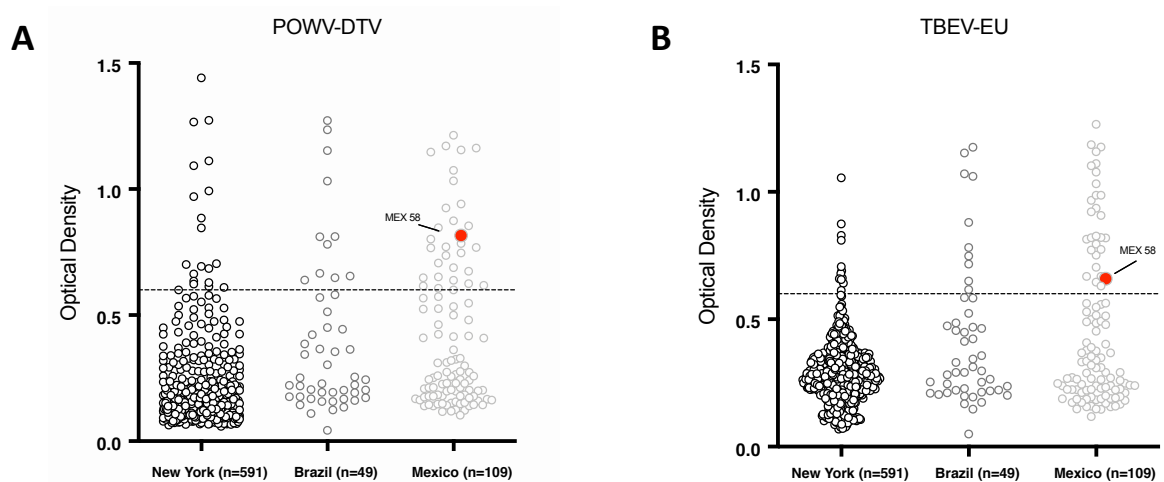 A
POWV-DTV
Optical Density
1.5
1.0
0.5
0.0
MEX 58
New York (n=591)
Brazil (n=49)
Mexico (n=109)
B
TBEV-EU
Optical Density
1.5
1.0
0.5
0.0
MEX 58
New York (n=591)
Brazil (n=49)
Mexico (n=109)